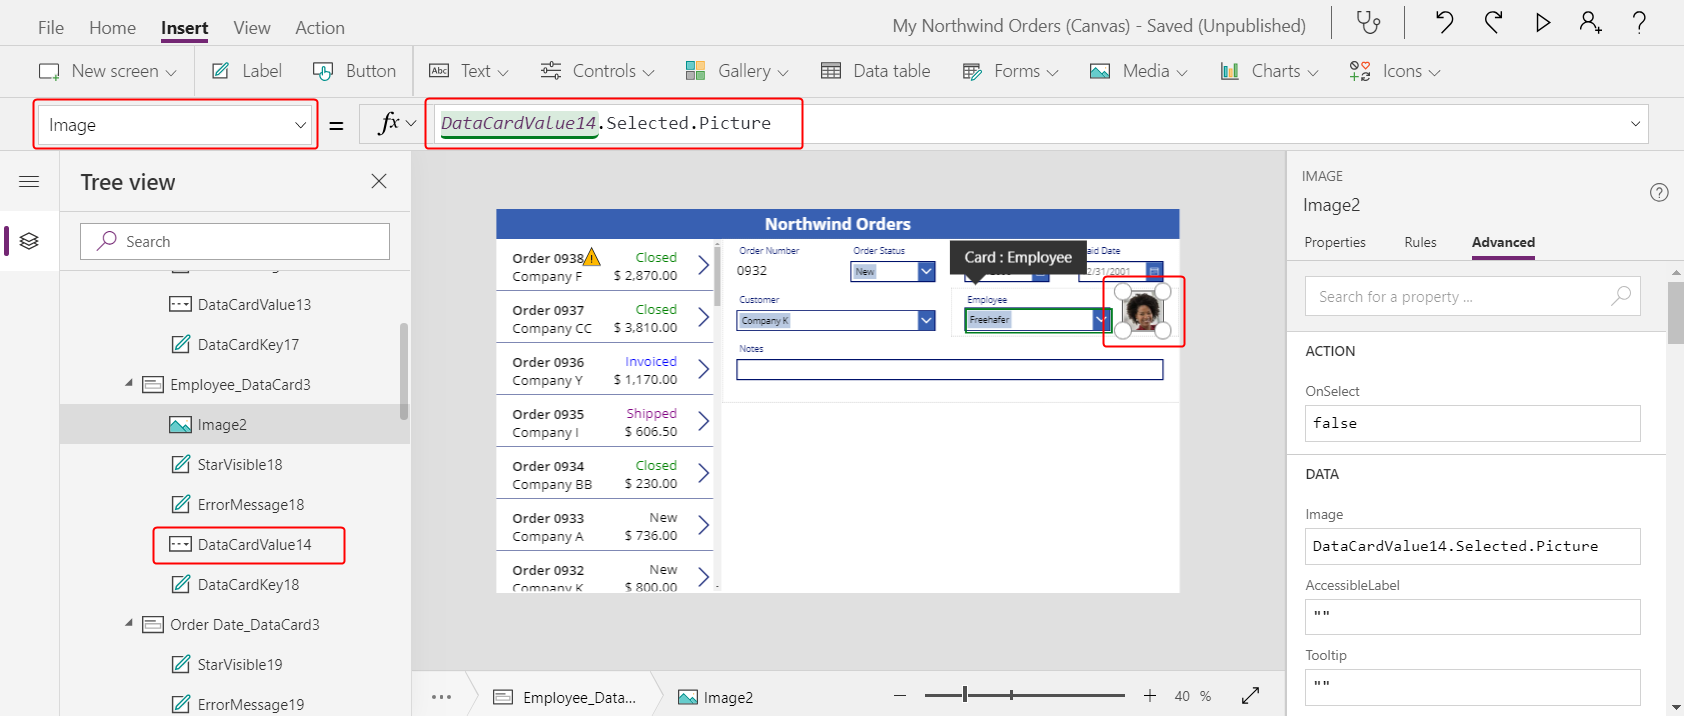 File Home Insert View Action
My Northwind Orders (Canvas) - Saved (Unpublished)
New screen Label Button Text Controls Gallery Data table Forms Media Charts Icons
Image = fx DataCardValue14.Selected.Picture
Tree view
Search
DataCardValue13
DataCardKey17
Employee_DataCard3
Image2
StarVisible18
ErrorMessage18
DataCardValue14
DataCardKey18
Order Date_DataCard3
StarVisible19
ErrorMessage19
Northwind Orders
Order 0938 Closed
Company F $ 2,870.00
Order 0937 Closed
Company CC $ 3,810.00
Order 0936 Invoiced
Company Y $ 1,170.00
Order 0935 Shipped
Company I $ 606.50
Order 0934 Closed
Company BB $ 230.00
Order 0933 New
Company A $ 736.00
Order 0932 New
Company K $ 800.00
Order Number Order Status Card : Employee aid Date
0932 New 2/31/2001
Customer Employee
Company K Freehafer
Notes
Employee_Data... Image2 40 %
IMAGE
Image2
Properties Rules Advanced
Search for a property ...
ACTION
OnSelect
false
DATA
Image
DataCardValue14.Selected.Picture
AccessibleLabel
""
Tooltip
""